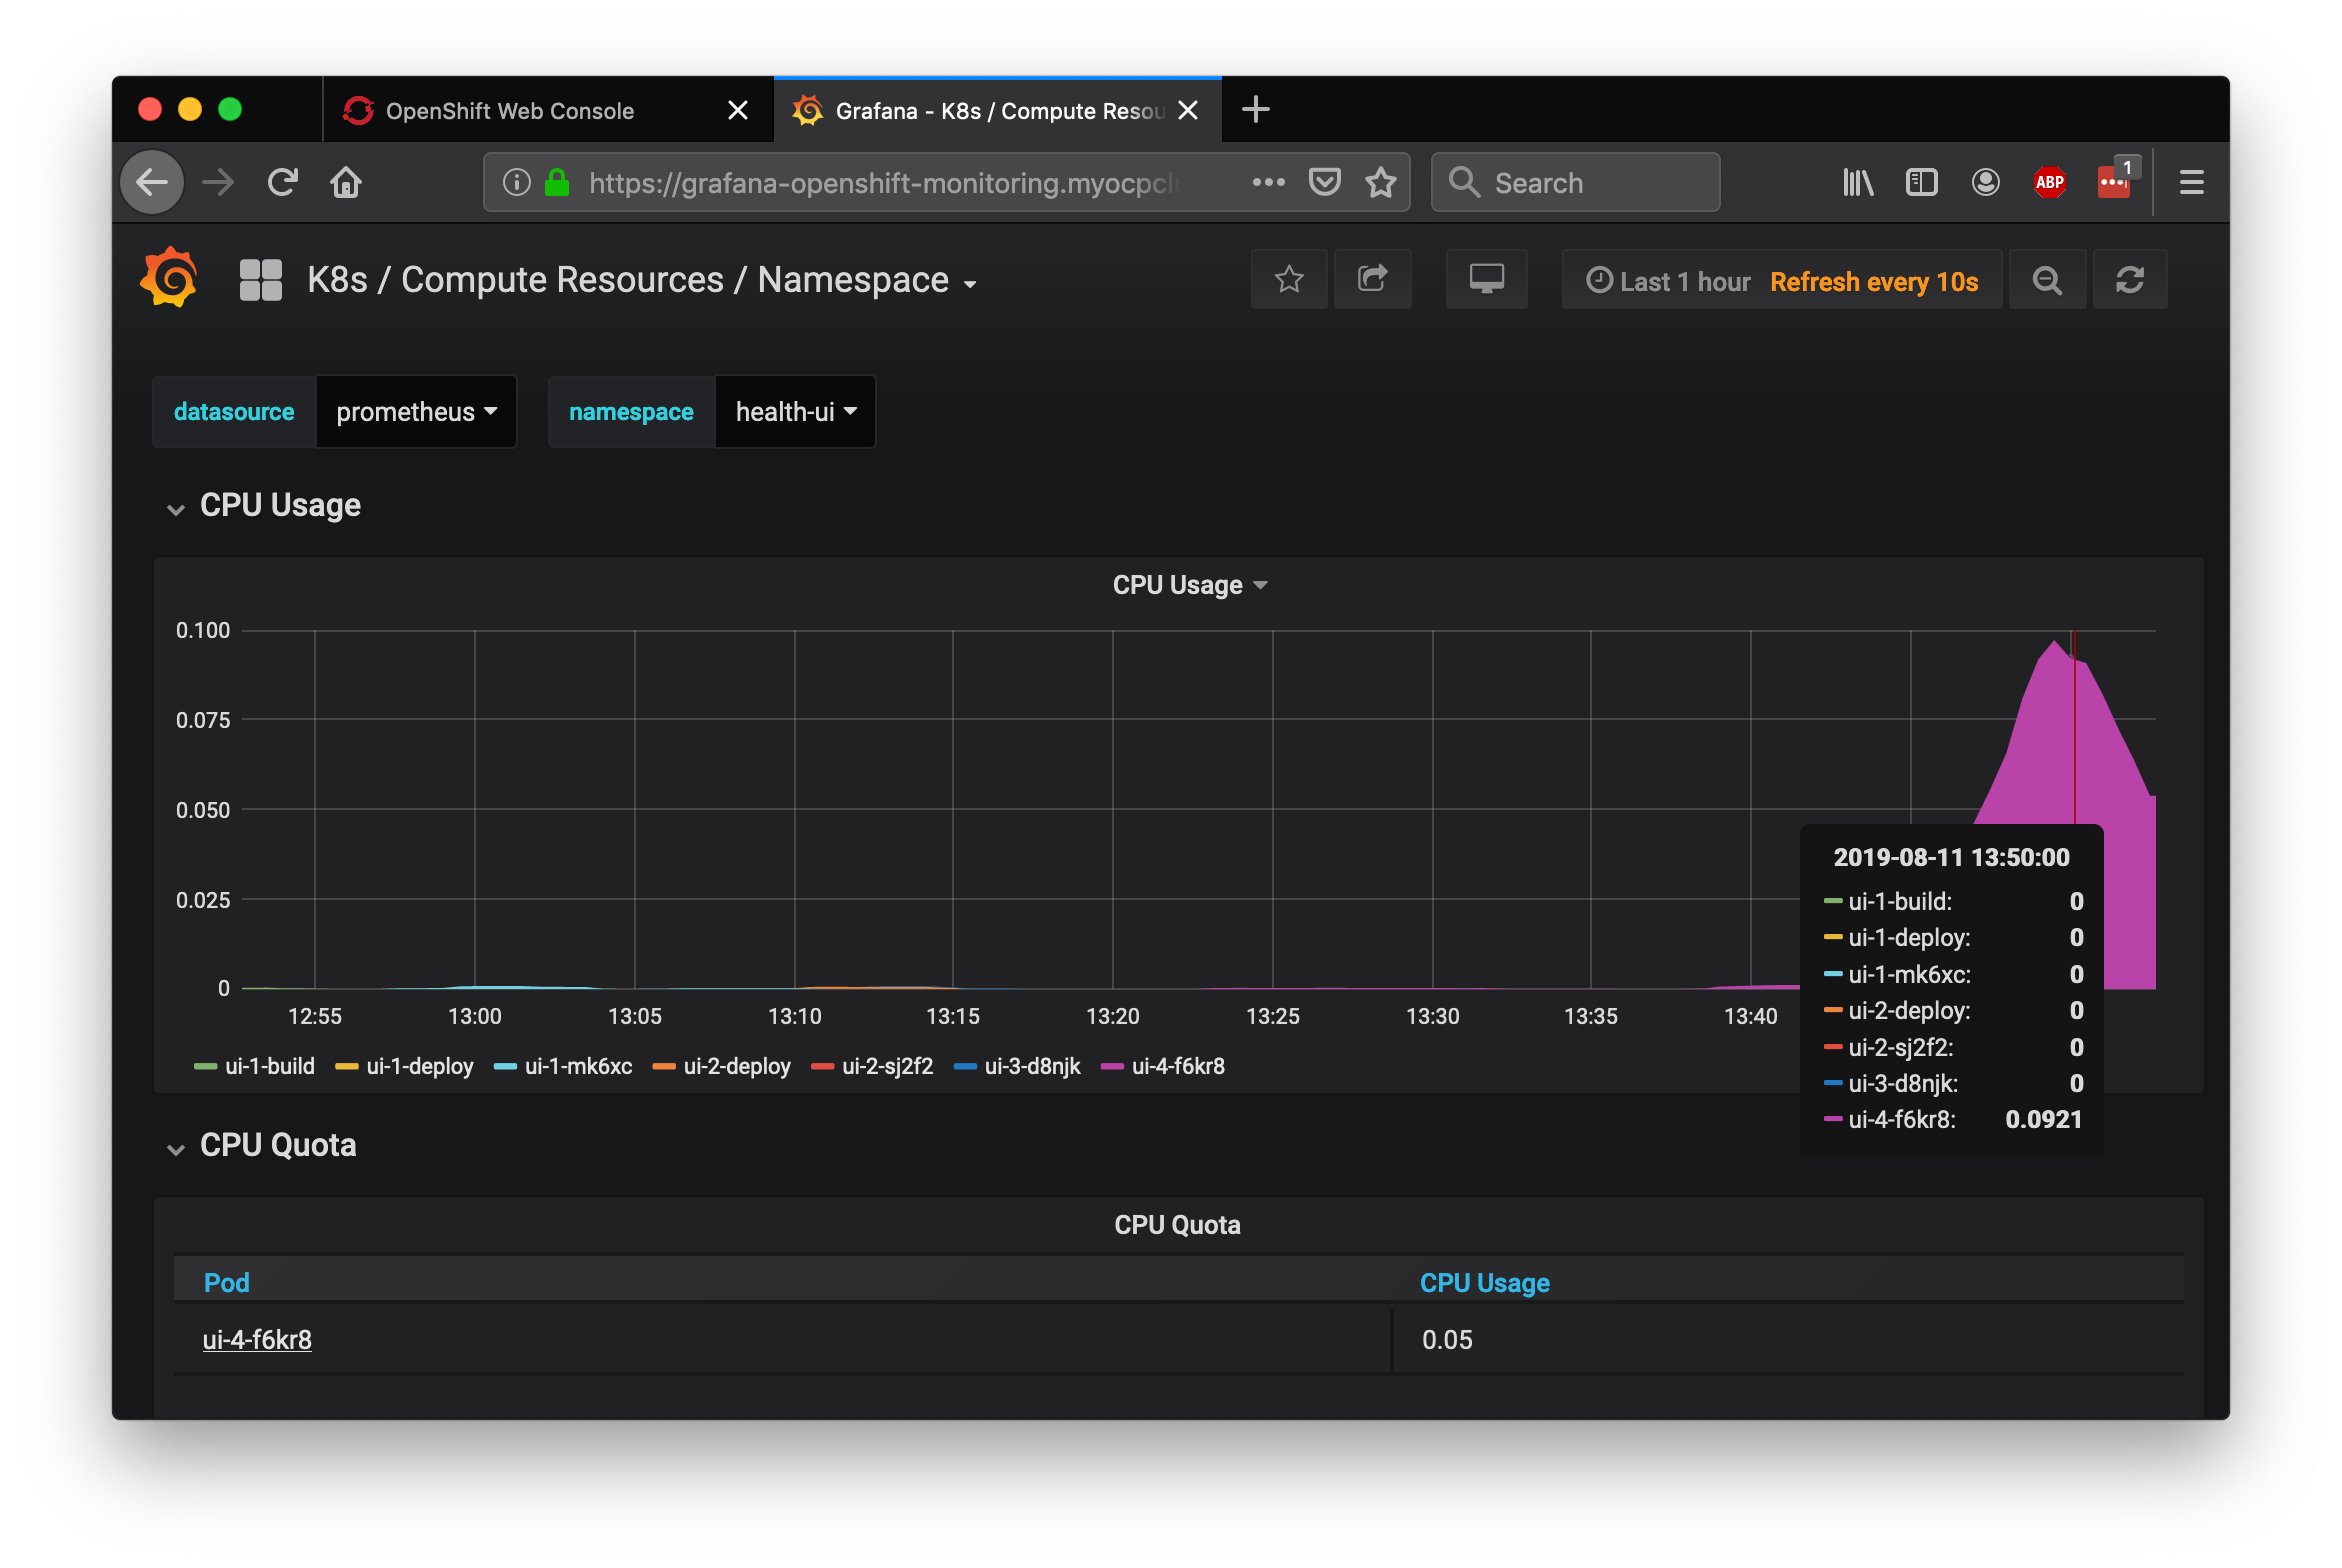 OpenShift Web Console
Grafana - K8s / Compute Resou
https://grafana-openshift-monitoring.myocpcl
Search
ABP
1
K8s / Compute Resources / Namespace
Last 1 hour Refresh every 10s
datasource prometheus namespace health-ui
CPU Usage
CPU Usage
0.100
0.075
0.050
0.025
0
12:55 13:00 13:05 13:10 13:15 13:20 13:25 13:30 13:35 13:40
ui-1-build ui-1-deploy ui-1-mk6xc ui-2-deploy ui-2-sj2f2 ui-3-d8njk ui-4-f6kr8
2019-08-11 13:50:00
ui-1-build: 0
ui-1-deploy: 0
ui-1-mk6xc: 0
ui-2-deploy: 0
ui-2-sj2f2: 0
ui-3-d8njk: 0
ui-4-f6kr8: 0.0921
CPU Quota
CPU Quota
Pod CPU Usage
ui-4-f6kr8 0.05